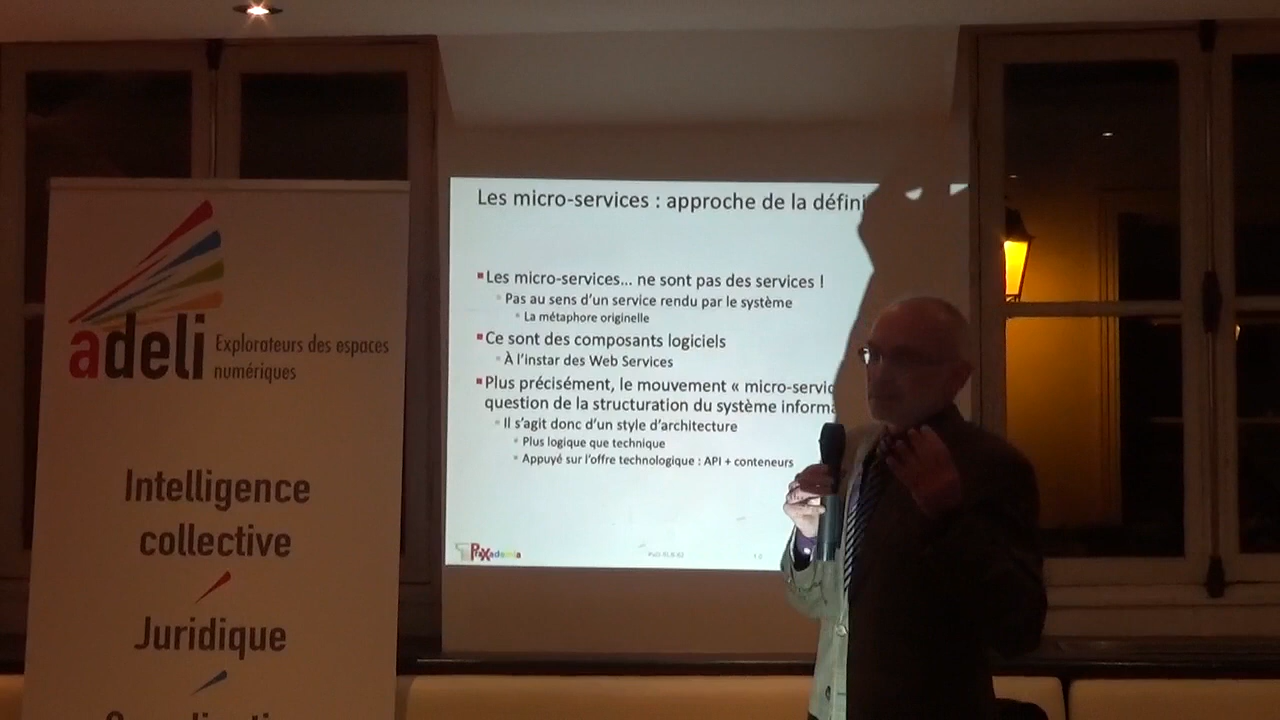 adeli
Explorateurs des espaces
numériques
Intelligence
collective
Juridique
Les micro-services : approche de la défini
Les micro-services... ne sont pas des services !
Pas au sens d'un service rendu par le système
La métaphore originelle
Ce sont des composants logiciels
À l'instar des Web Services
Plus précisément, le mouvement « micro-servic
question de la structuration du système informa
Il s'agit donc d'un style d'architecture
Plus logique que technique
Appuyé sur l'offre technologique : API + conteneurs
PraXademia